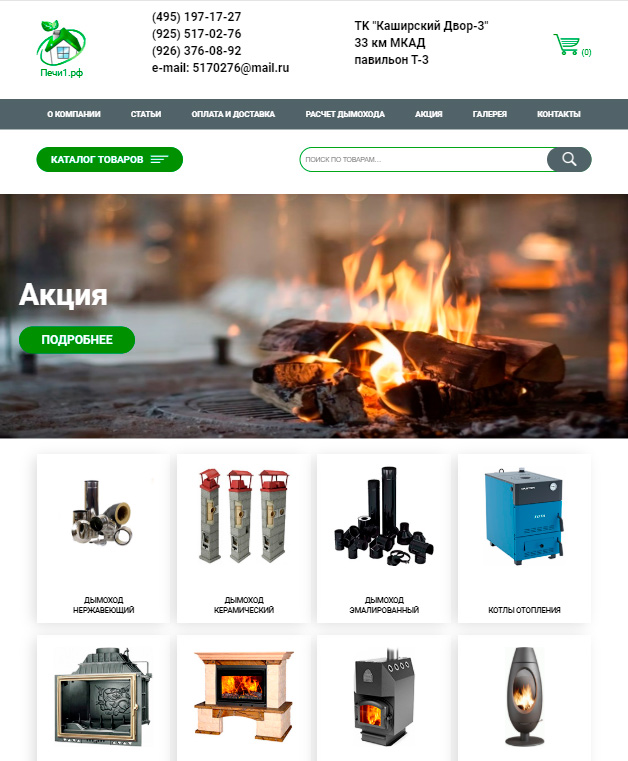 Печи1.рф
(495) 197-17-27
(925) 517-02-76
(926) 376-08-92
e-mail: 5170276@mail.ru
ТК "Каширский Двор-3"
33 км МКАД
павильон Т-3
(0)
О КОМПАНИИ СТАТЬИ ОПЛАТА И ДОСТАВКА РАСЧЕТ ДЫМОХОДА АКЦИЯ ГАЛЕРЕЯ КОНТАКТЫ
КАТАЛОГ ТОВАРОВ
ПОИСК ПО ТОВАРАМ...
Акция
ПОДРОБНЕЕ
ДЫМОХОД
НЕРЖАВЕЮЩИЙ
ДЫМОХОД
КЕРАМИЧЕСКИЙ
ДЫМОХОД
ЭМАЛИРОВАННЫЙ
КОТЛЫ ОТОПЛЕНИЯ